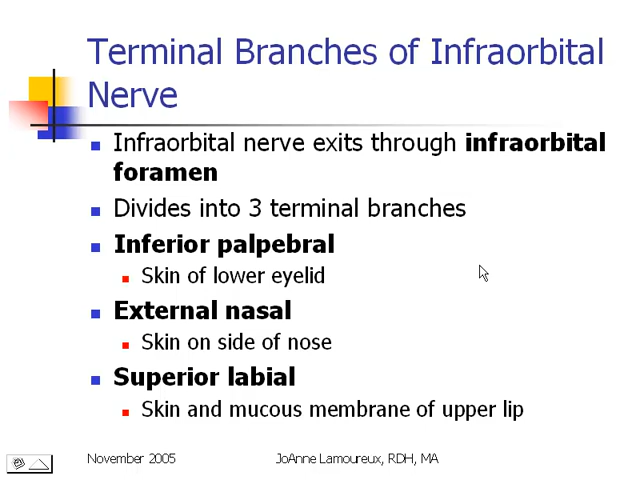 Terminal Branches of Infraorbital
Nerve
Infraorbital nerve exits through infraorbital
foramen
Divides into 3 terminal branches
Inferior palpebral
Skin of lower eyelid
External nasal
Skin on side of nose
Superior labial
Skin and mucous membrane of upper lip
November 2005
JoAnne Lamoureux, RDH, MA